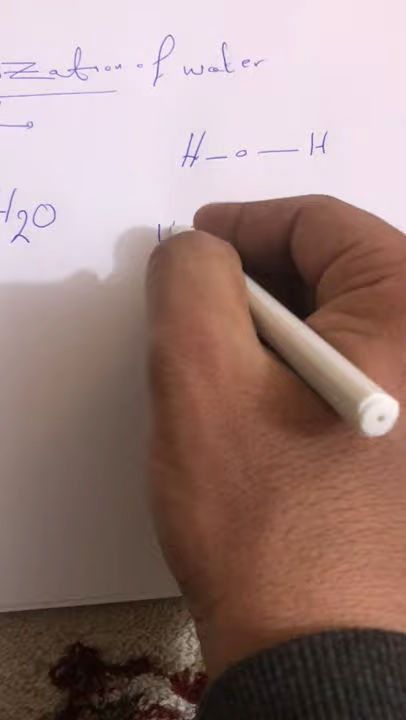 zation of water
H—o—H
H2O